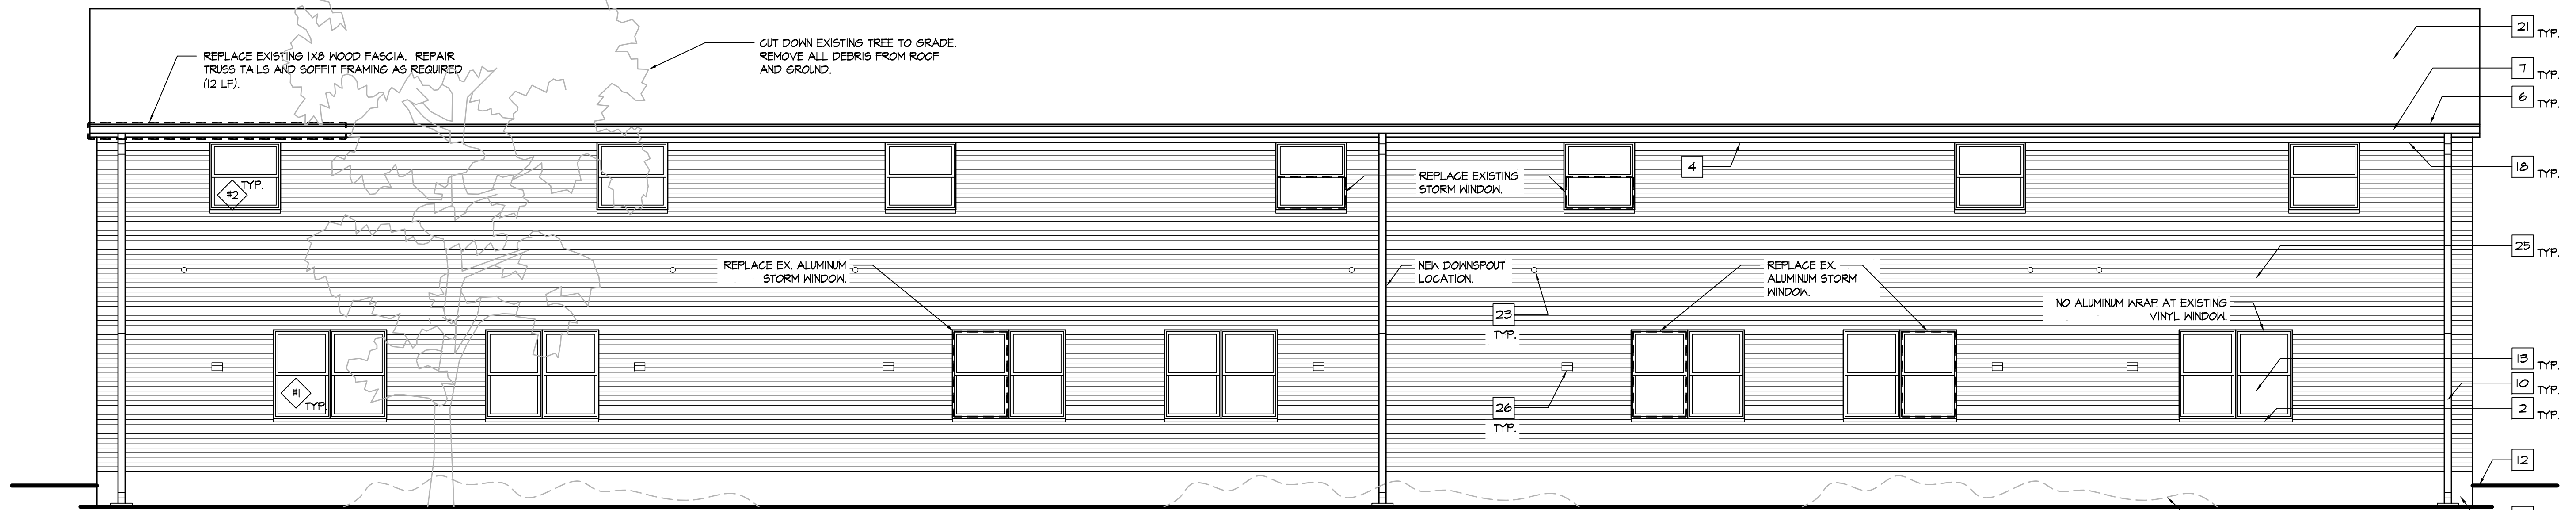 REPLACE EXISTING 1X8 WOOD FASCIA. REPAIR
TRUSS TAILS AND SOFFIT FRAMING AS REQUIRED
(12 LF).
CUT DOWN EXISTING TREE TO GRADE.
REMOVE ALL DEBRIS FROM ROOF
AND GROUND.
21 TYP.
7 TYP.
6 TYP.
4
18 TYP.
#2 TYP.
REPLACE EXISTING
STORM WINDOW.
25 TYP.
REPLACE EX. ALUMINUM
STORM WINDOW.
NEW DOWNSPOUT
LOCATION.
23
TYP.
REPLACE EX.
ALUMINUM STORM
WINDOW.
NO ALUMINUM WRAP AT EXISTING
VINYL WINDOW.
#1
TYP.
26
TYP.
13 TYP.
10 TYP.
2 TYP.
12